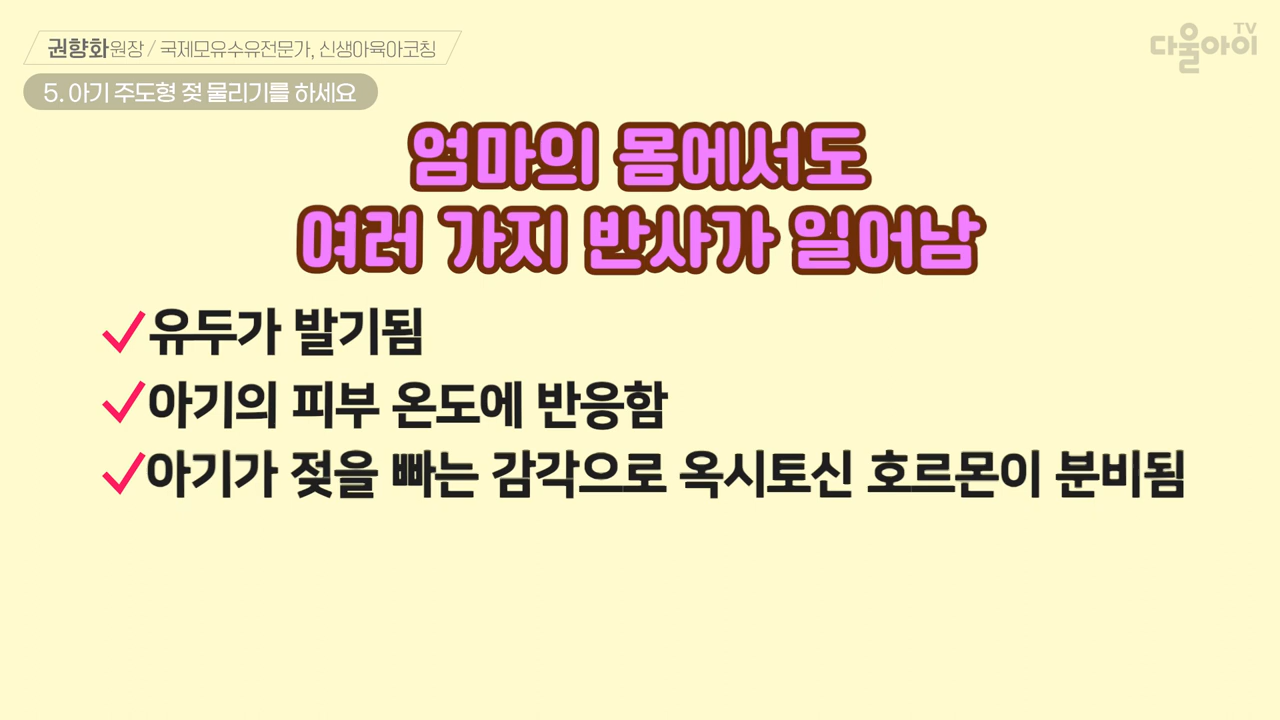 권향화원장 / 국제모유수유전문가, 신생아육아코칭
다울아이 TV
5. 아기 주도형 젖 물리기를 하세요
엄마의 몸에서도
여러 가지 반사가 일어남
유두가 발기됨
아기의 피부 온도에 반응함
아기가 젖을 빠는 감각으로 옥시토신 호르몬이 분비됨